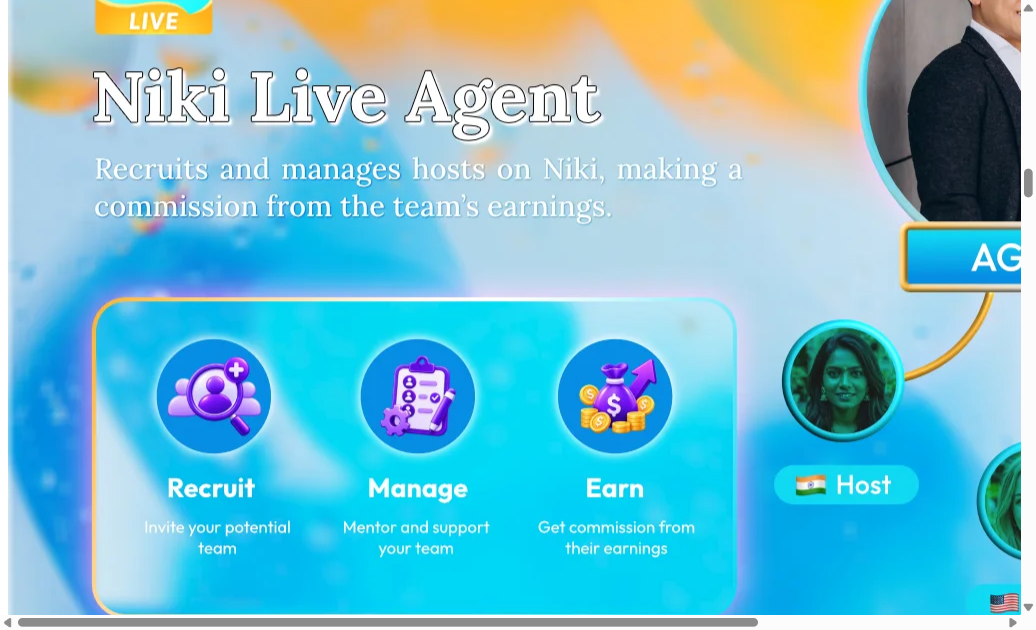 LIVE
Niki Live Agent
Recruits and manages hosts on Niki, making a
commission from the team’s earnings.
AG
Host
Recruit
Manage
Earn
Invite your potential
team
Mentor and support
your team
Get commission from
their earnings